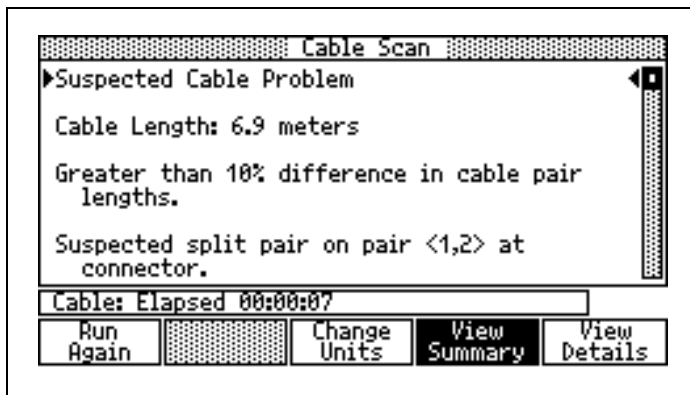 Cable Scan
Suspected Cable Problem
Cable Length: 6.9 meters
Greater than 10% difference in cable pair
lengths.
Suspected split pair on pair <1,2> at
connector.
Cable: Elapsed 00:00:07
Run
Again
Change
Units
View
Summary
View
Details